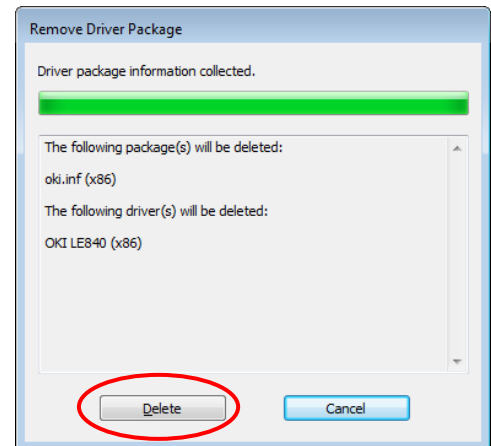 Remove Driver Package
Driver package information collected.
The following package(s) will be deleted:
oki.inf (x86)
The following driver(s) will be deleted:
OKI LE840 (x86)
Delete Cancel